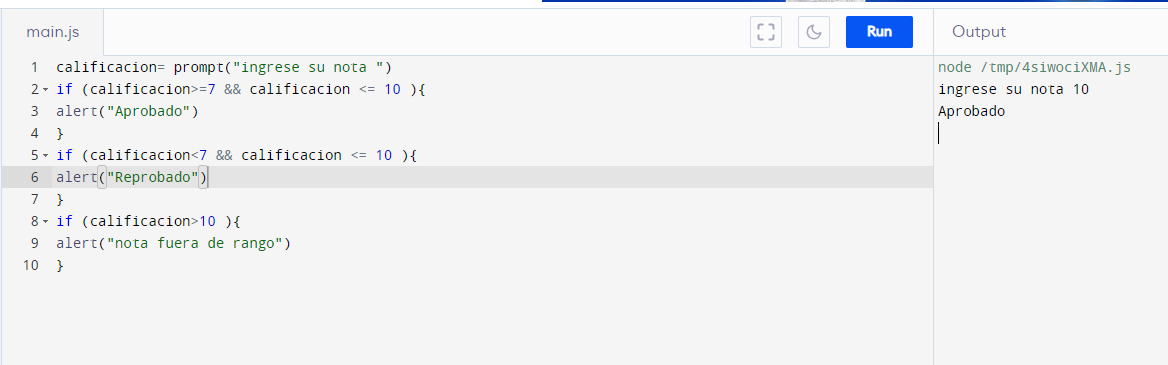 main.js
Run
Output
1 calificacion= prompt("ingrese su nota ")
2 if (calificacion>=7 && calificacion <= 10 ){
3 alert("Aprobado")
4 }
5 if (calificacion<7 && calificacion <= 10 ){
6 alert("Reprobado")
7 }
8 if (calificacion>10 ){
9 alert("nota fuera de rango")
10 }
node /tmp/4siwociXMA.js
ingrese su nota 10
Aprobado